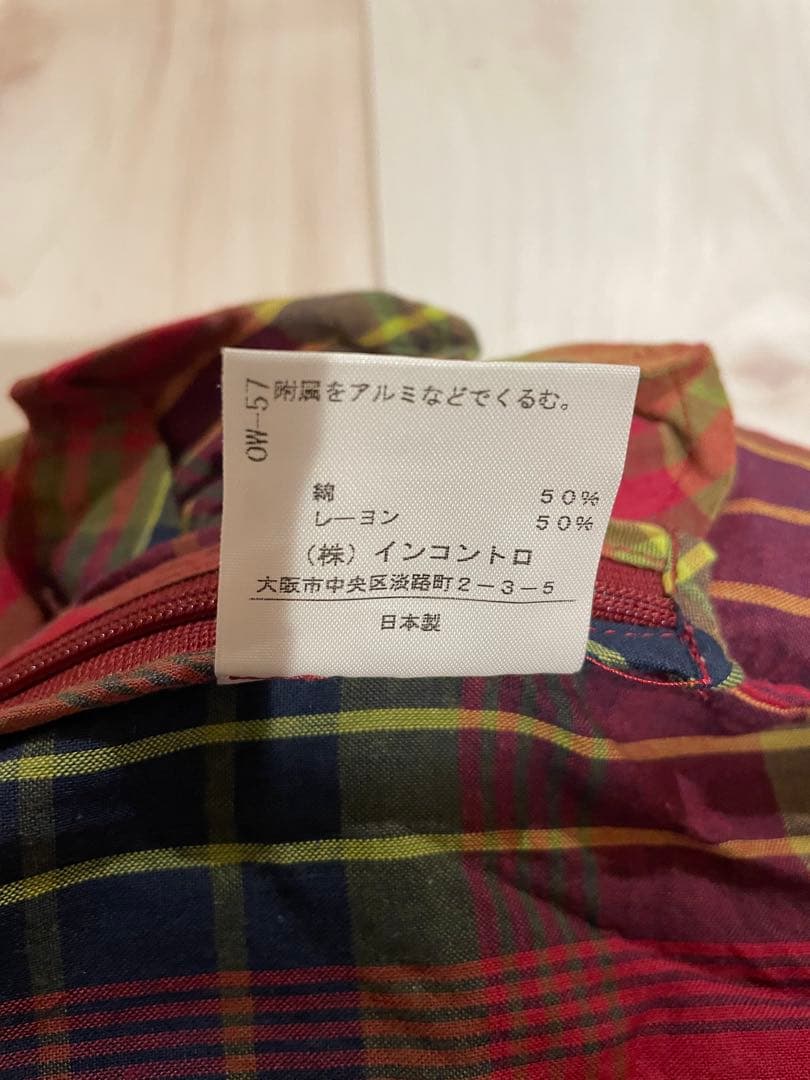 OW-57
附属をアルミなどでくるむ。
綿 50%
レーヨン 50%
(株)インコントロ
大阪市中央区淡路町2-3-5
日本製